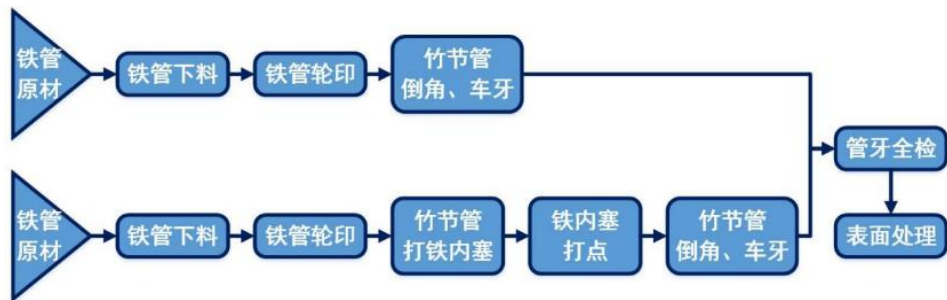 铁管
原材
铁管下料
铁管轮印
竹节管
倒角、车牙
管牙全检
表面处理
铁管
原材
铁管下料
铁管轮印
竹节管
打铁内塞
铁内塞
打点
竹节管
倒角、车牙